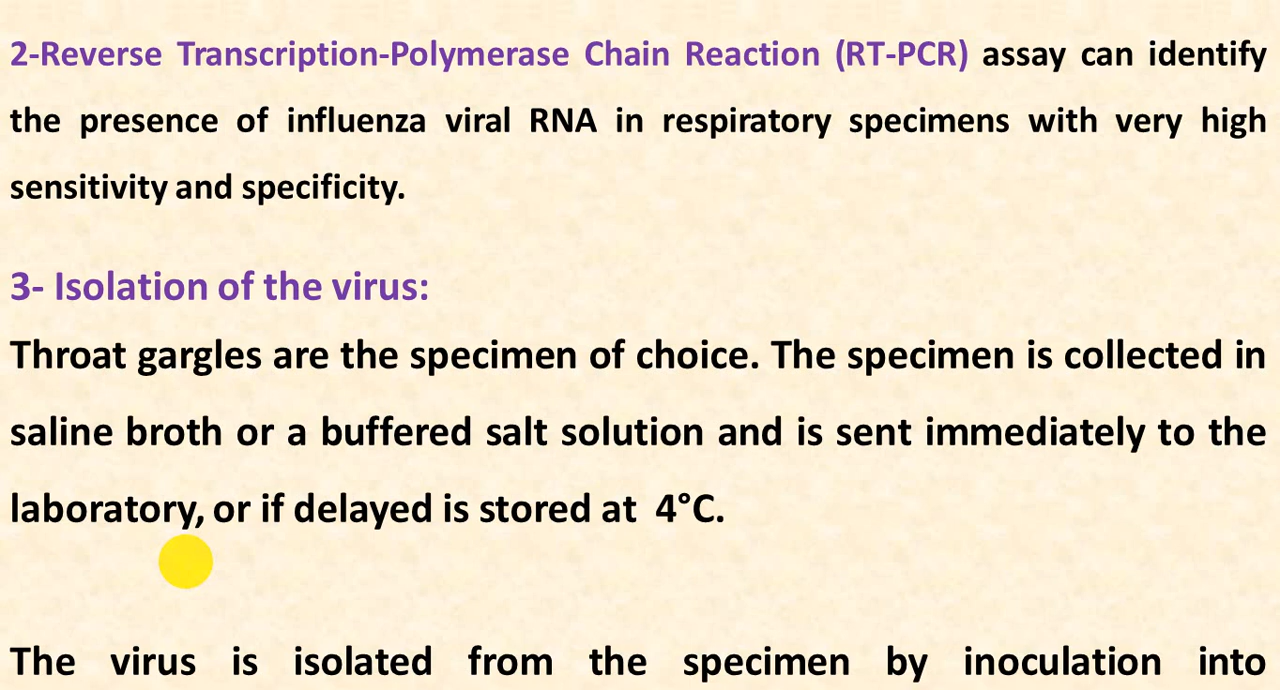 2-Reverse Transcription-Polymerase Chain Reaction (RT-PCR) assay can identify
the presence of influenza viral RNA in respiratory specimens with very high
sensitivity and specificity.
3- Isolation of the virus:
Throat gargles are the specimen of choice. The specimen is collected in
saline broth or a buffered salt solution and is sent immediately to the
laboratory, or if delayed is stored at 4°C.
The virus is isolated from the specimen by inoculation into